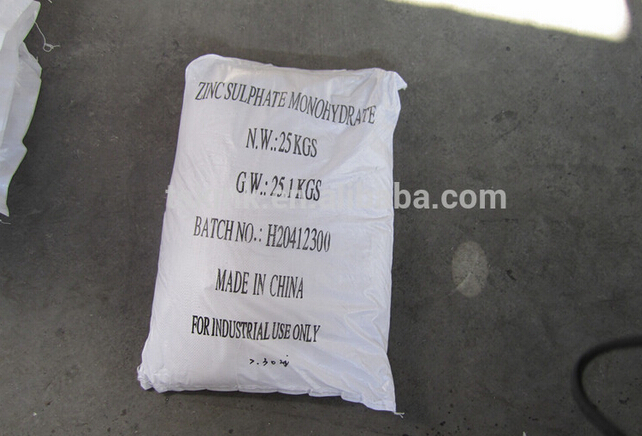 ZINC SULPHATE MONOHYDRATE
N.W.: 25 KGS
G.W.: 25.1 KGS
BATCH NO.: H20412300
MADE IN CHINA
FOR INDUSTRIAL USE ONLY